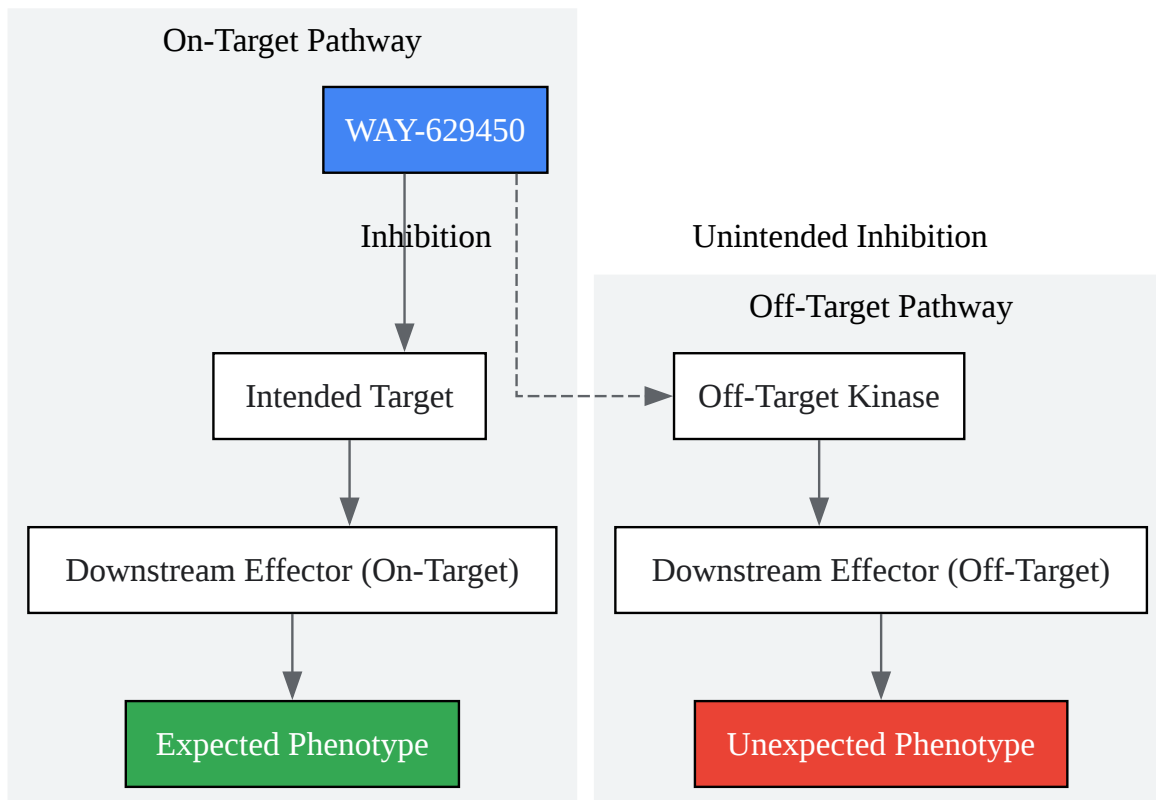 On-Target Pathway
WAY-629450
Inhibition
Unintended Inhibition
Off-Target Pathway
Intended Target
Off-Target Kinase
Downstream Effector (On-Target)
Downstream Effector (Off-Target)
Expected Phenotype
Unexpected Phenotype